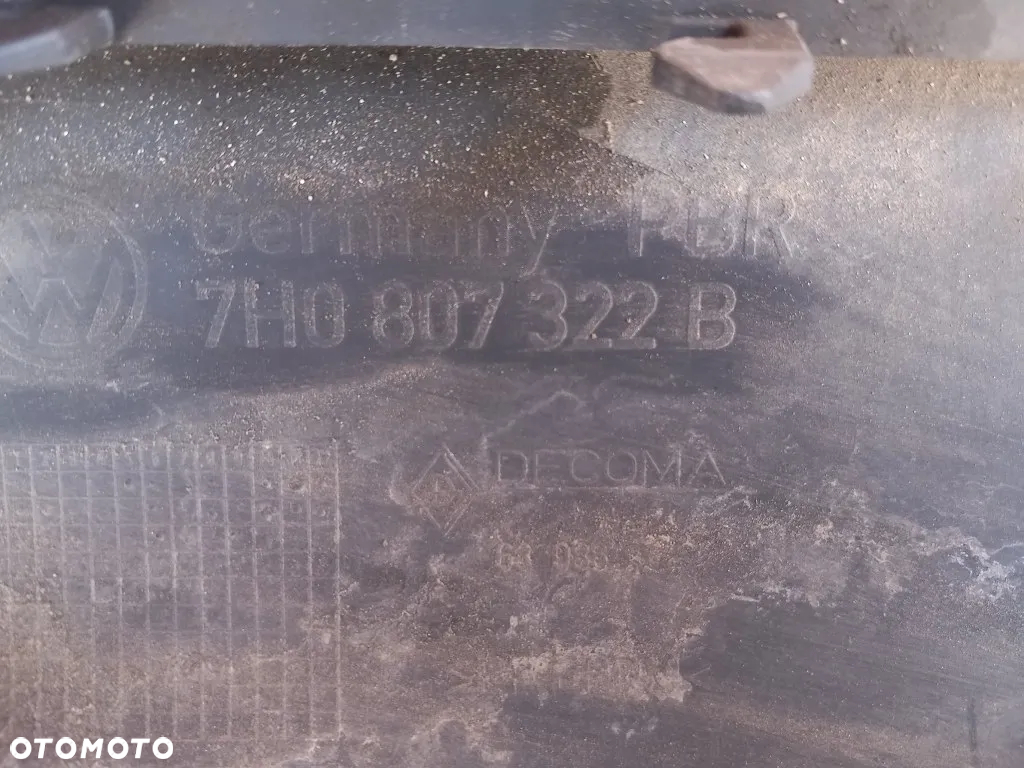 Germany PBR
7H0 807 322 B
DECOMA
OTOMOTO